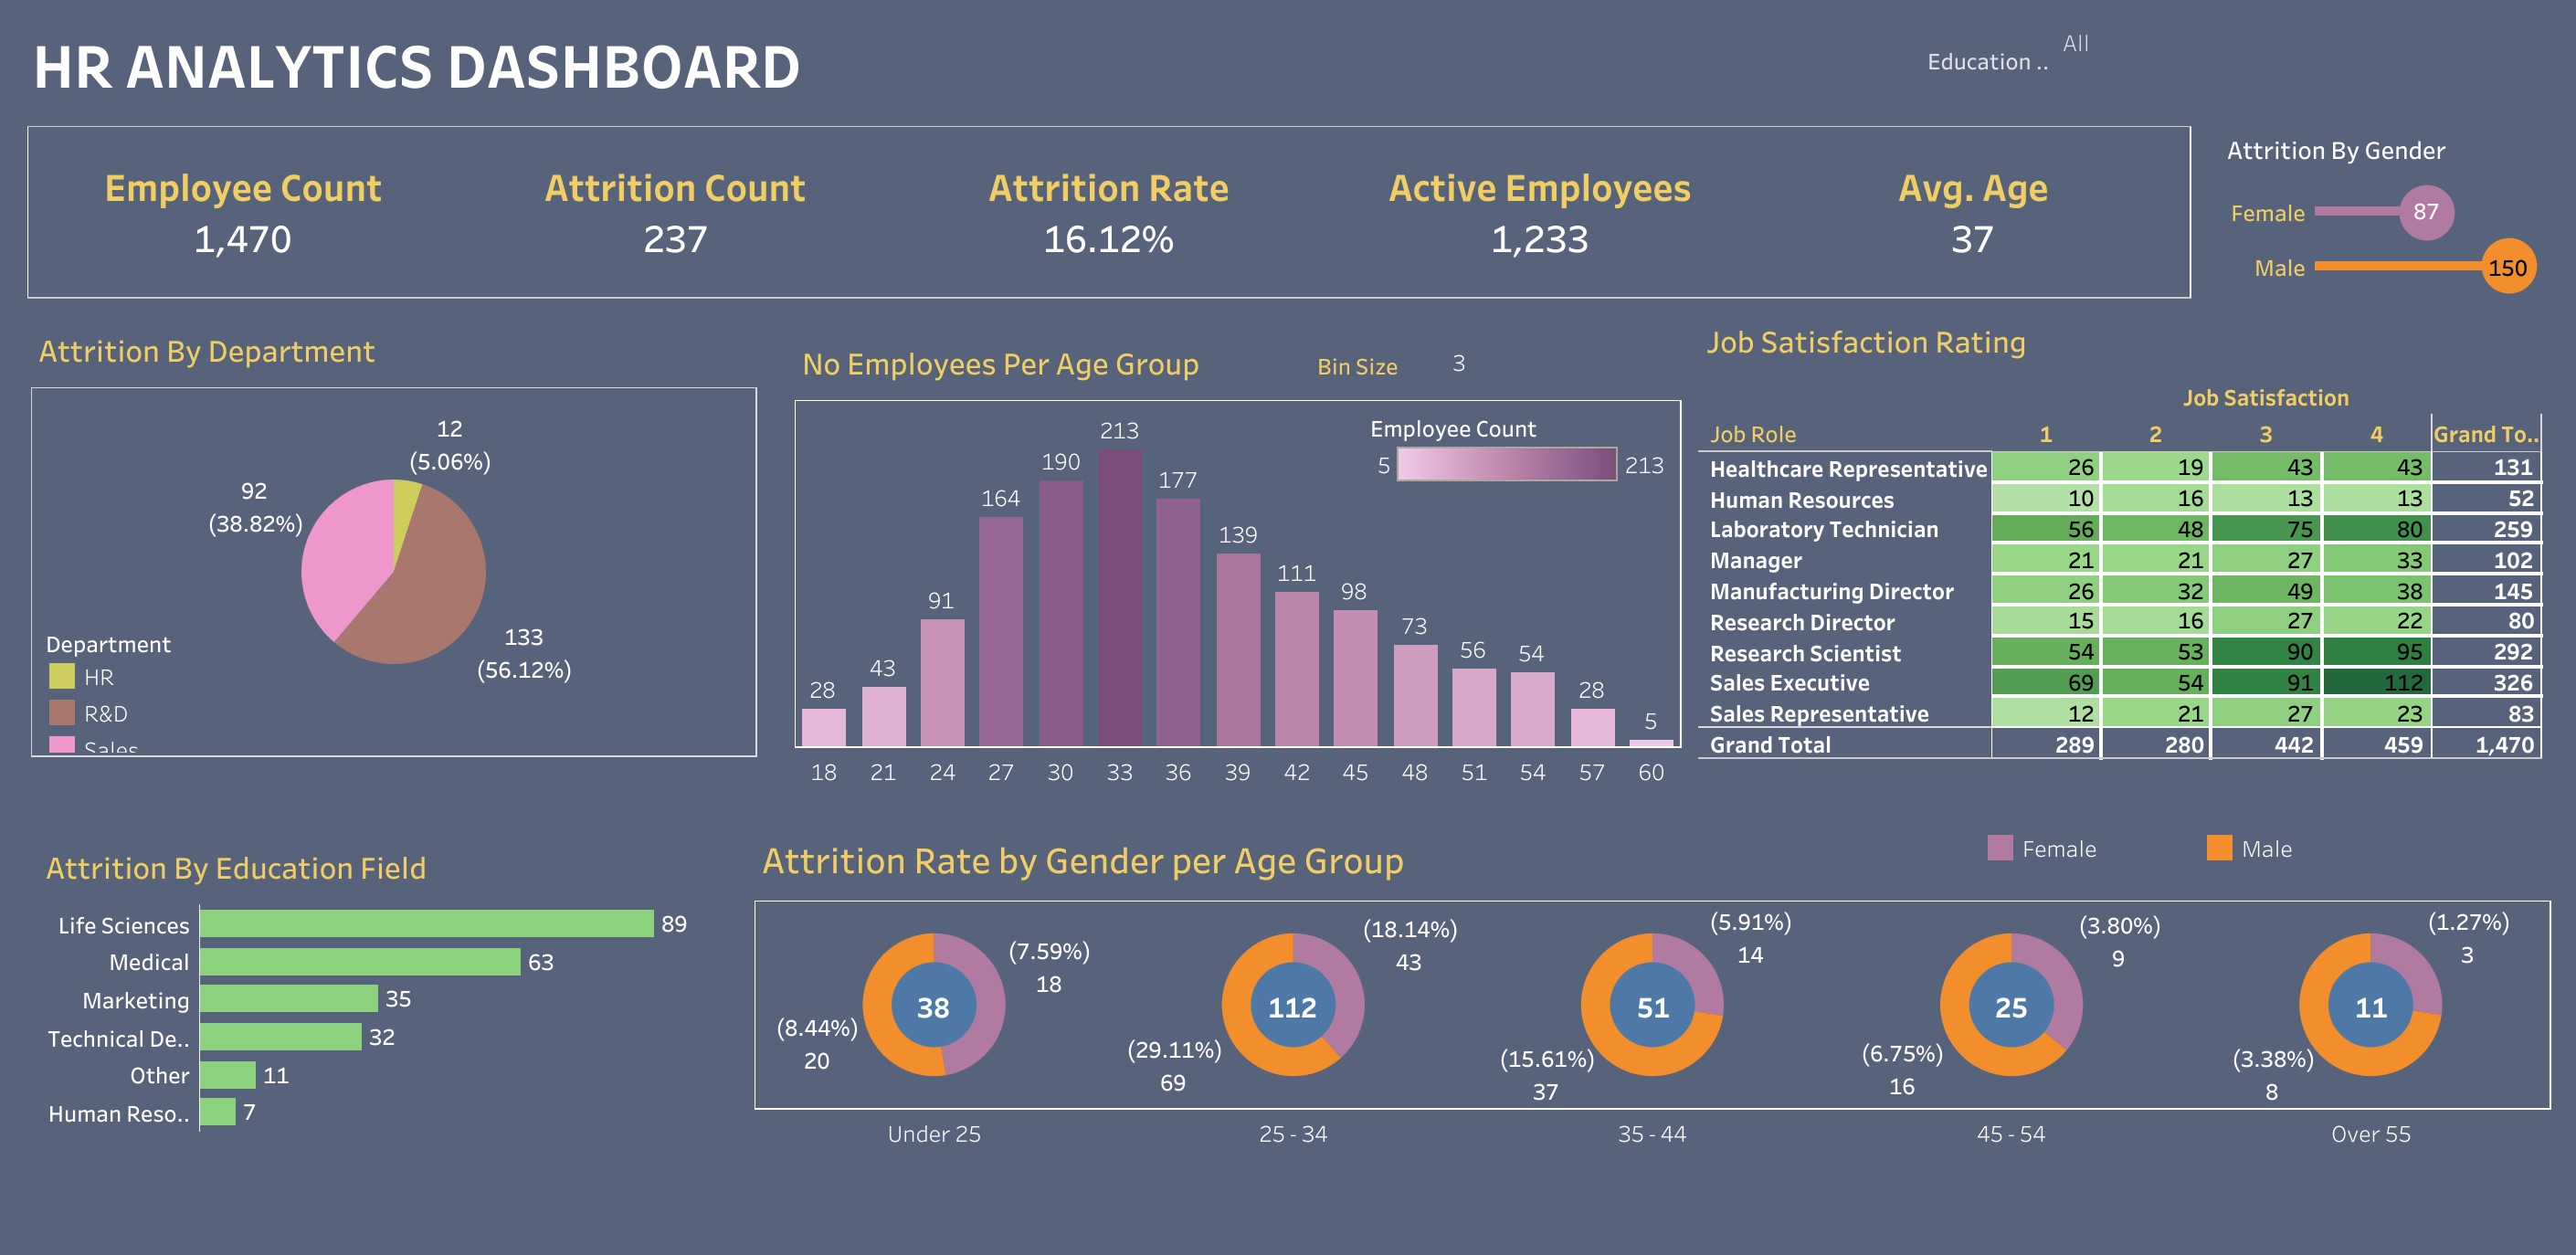 HR ANALYTICS DASHBOARD
Education ..
All
Employee Count
1,470
Attrition Count
237
Attrition Rate
16.12%
Active Employees
1,233
Avg. Age
37
Attrition By Gender
Female 87
Male 150
Attrition By Department
12
(5.06%)
92
(38.82%)
133
(56.12%)
Department
HR
R&D
Sales
No Employees Per Age Group
Bin Size 3
Employee Count
5 213
28 43 91 164 190 213 177 139 111 98 73 56 54 28 5
18 21 24 27 30 33 36 39 42 45 48 51 54 57 60
Job Satisfaction Rating
Job Satisfaction
Job Role 1 2 3 4 Grand To..
Healthcare Representative 26 19 43 43 131
Human Resources 10 16 13 13 52
Laboratory Technician 56 48 75 80 259
Manager 21 21 27 33 102
Manufacturing Director 26 32 49 38 145
Research Director 15 16 27 22 80
Research Scientist 54 53 90 95 292
Sales Executive 69 54 91 112 326
Sales Representative 12 21 27 23 83
Grand Total 289 280 442 459 1,470
Attrition By Education Field
Life Sciences 89
Medical 63
Marketing 35
Technical De.. 32
Other 11
Human Reso.. 7
Attrition Rate by Gender per Age Group
Female
Male
(7.59%)
18
38
(8.44%)
20
Under 25
(18.14%)
43
112
(29.11%)
69
25 - 34
(5.91%)
14
51
(15.61%)
37
35 - 44
(3.80%)
9
25
(6.75%)
16
45 - 54
(1.27%)
3
11
(3.38%)
8
Over 55